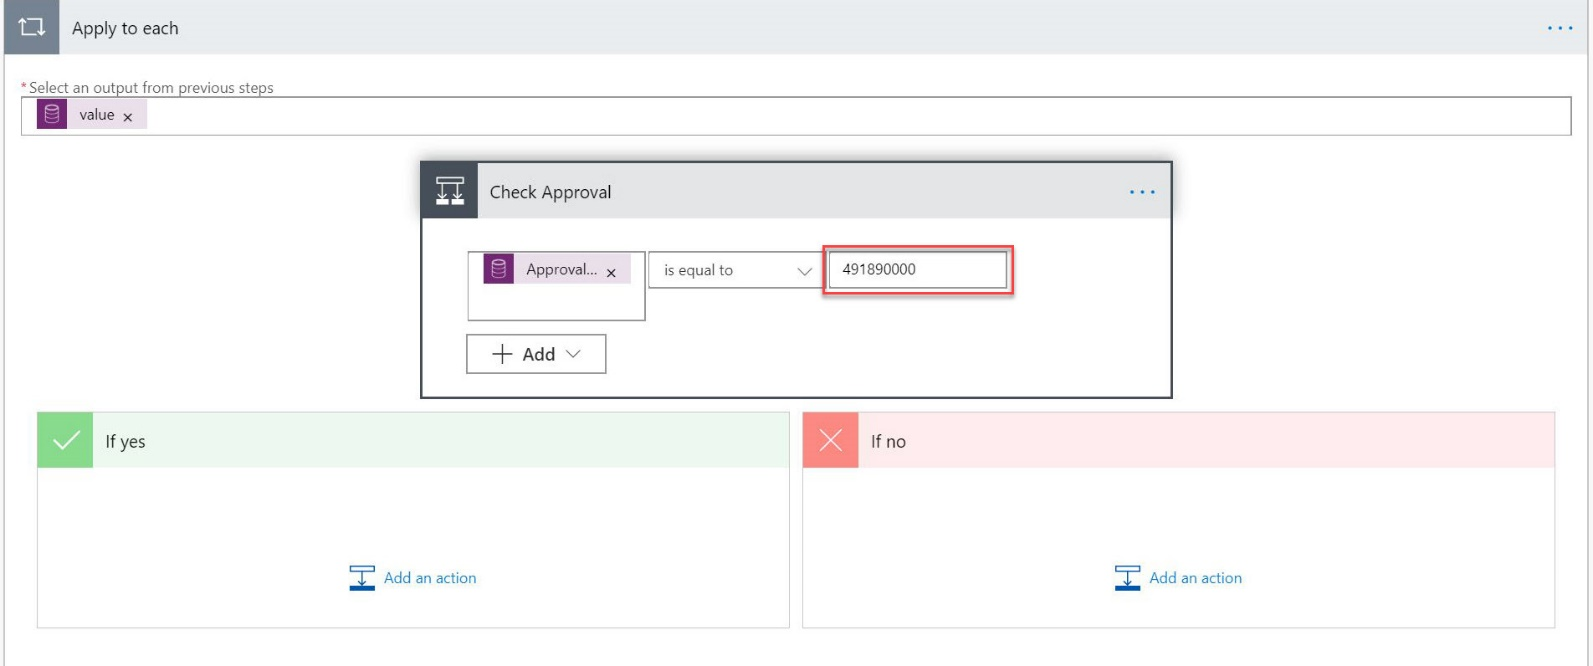 Apply to each
* Select an output from previous steps
value ×
Check Approval
Approval... × is equal to 491890000
+ Add
If yes If no
Add an action Add an action